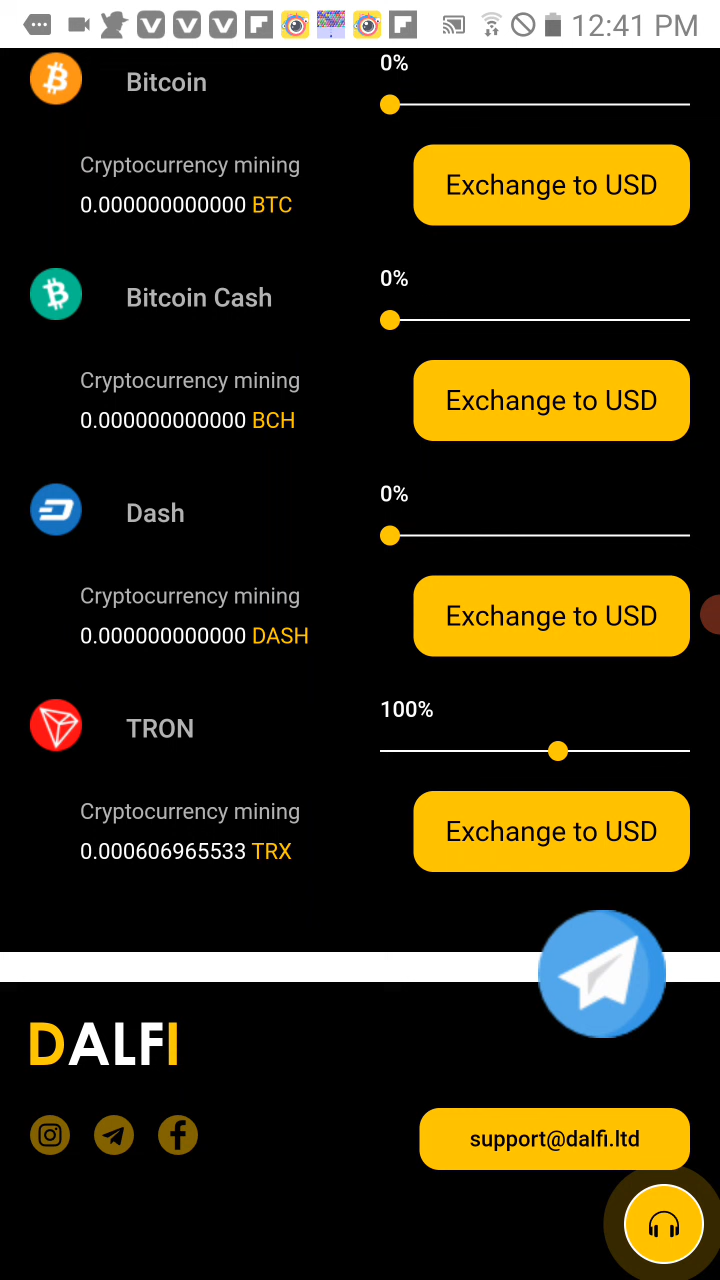 12:41 PM
Bitcoin
0%
Cryptocurrency mining
0.000000000000 BTC
Exchange to USD
Bitcoin Cash
0%
Cryptocurrency mining
0.000000000000 BCH
Exchange to USD
Dash
0%
Cryptocurrency mining
0.000000000000 DASH
Exchange to USD
TRON
100%
Cryptocurrency mining
0.000606965533 TRX
Exchange to USD
DALFI
support@dalfi.ltd